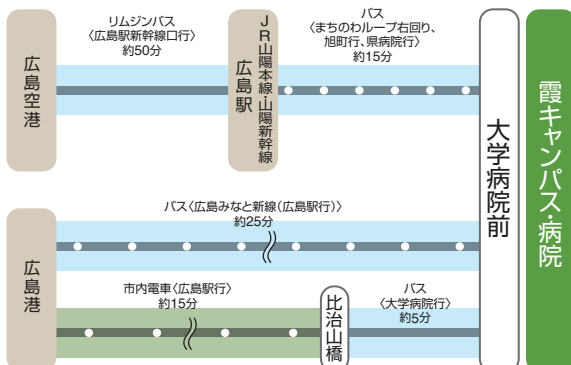 リムジンバス
〈広島駅新幹線口行〉
約50分
バス
〈まちのわループ右回り、
旭町行、県病院行〉
約15分
広島空港
広島駅
JR山陽本線・山陽新幹線
大学病院前
霞キャンパス・病院
バス〈広島みなと新線(広島駅行)〉
約25分
広島港
市内電車〈広島駅行〉
約15分
比治山橋
バス
〈大学病院行〉
約5分